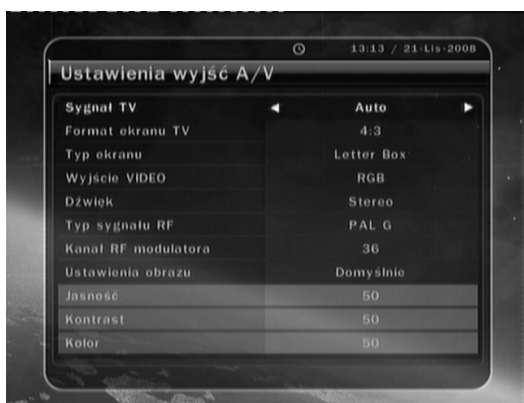 13:13 / 21-Lis-2008
Ustawienia wyjść A/V
Sygnał TV Auto
Format ekranu TV 4:3
Typ ekranu Letter Box
Wyjście VIDEO RGB
Dźwięk Stereo
Typ sygnału RF PAL G
Kanał RF modulatora 36
Ustawienia obrazu Domyślnie
Jasność 50
Kontrast 50
Kolor 50